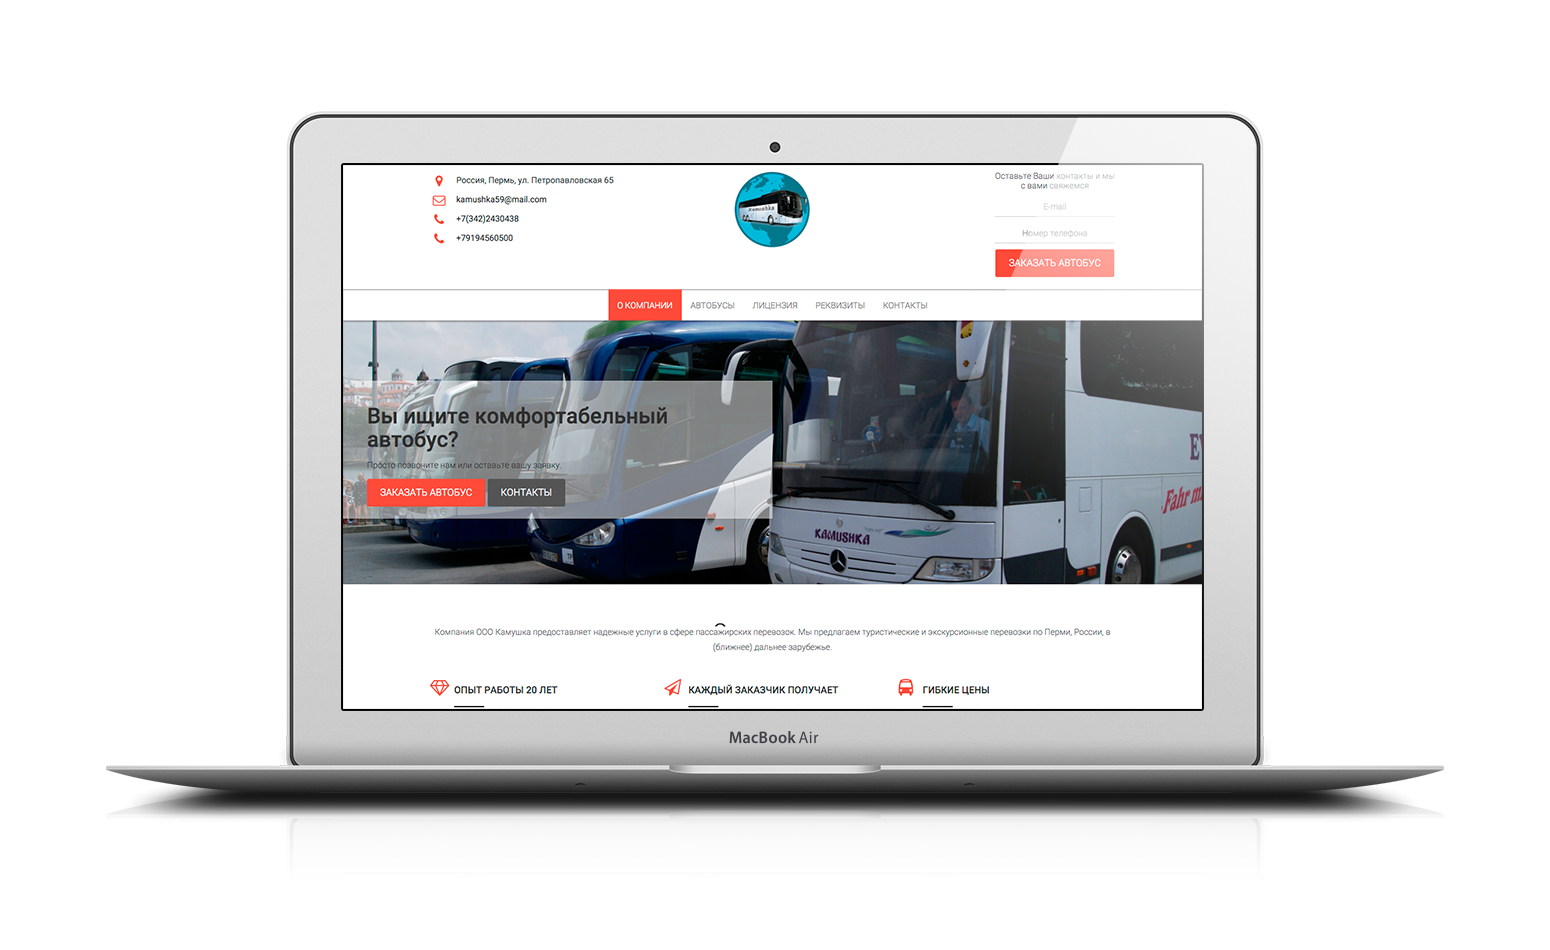 Россия, Пермь, ул. Петропавловская 65
kamushka59@mail.com
+7(342)2430438
+79194560500
Kamushka
Оставьте Ваши контакты и мы
с вами свяжемся
E-mail
Номер телефона
ЗАКАЗАТЬ АВТОБУС
О КОМПАНИИ АВТОБУСЫ ЛИЦЕНЗИЯ РЕКВИЗИТЫ КОНТАКТЫ
Вы ищите комфортабельный
автобус?
Просто позвоните нам или оставьте вашу заявку.
ЗАКАЗАТЬ АВТОБУС КОНТАКТЫ
KAMUSHKA
Fahr m
Компания ООО Камушка предоставляет надежные услуги в сфере пассажирских перевозок. Мы предлагаем туристические и экскурсионные перевозки по Перми, России, в
(ближнее) дальнее зарубежье.
ОПЫТ РАБОТЫ 20 ЛЕТ
КАЖДЫЙ ЗАКАЗЧИК ПОЛУЧАЕТ
ГИБКИЕ ЦЕНЫ
MacBook Air